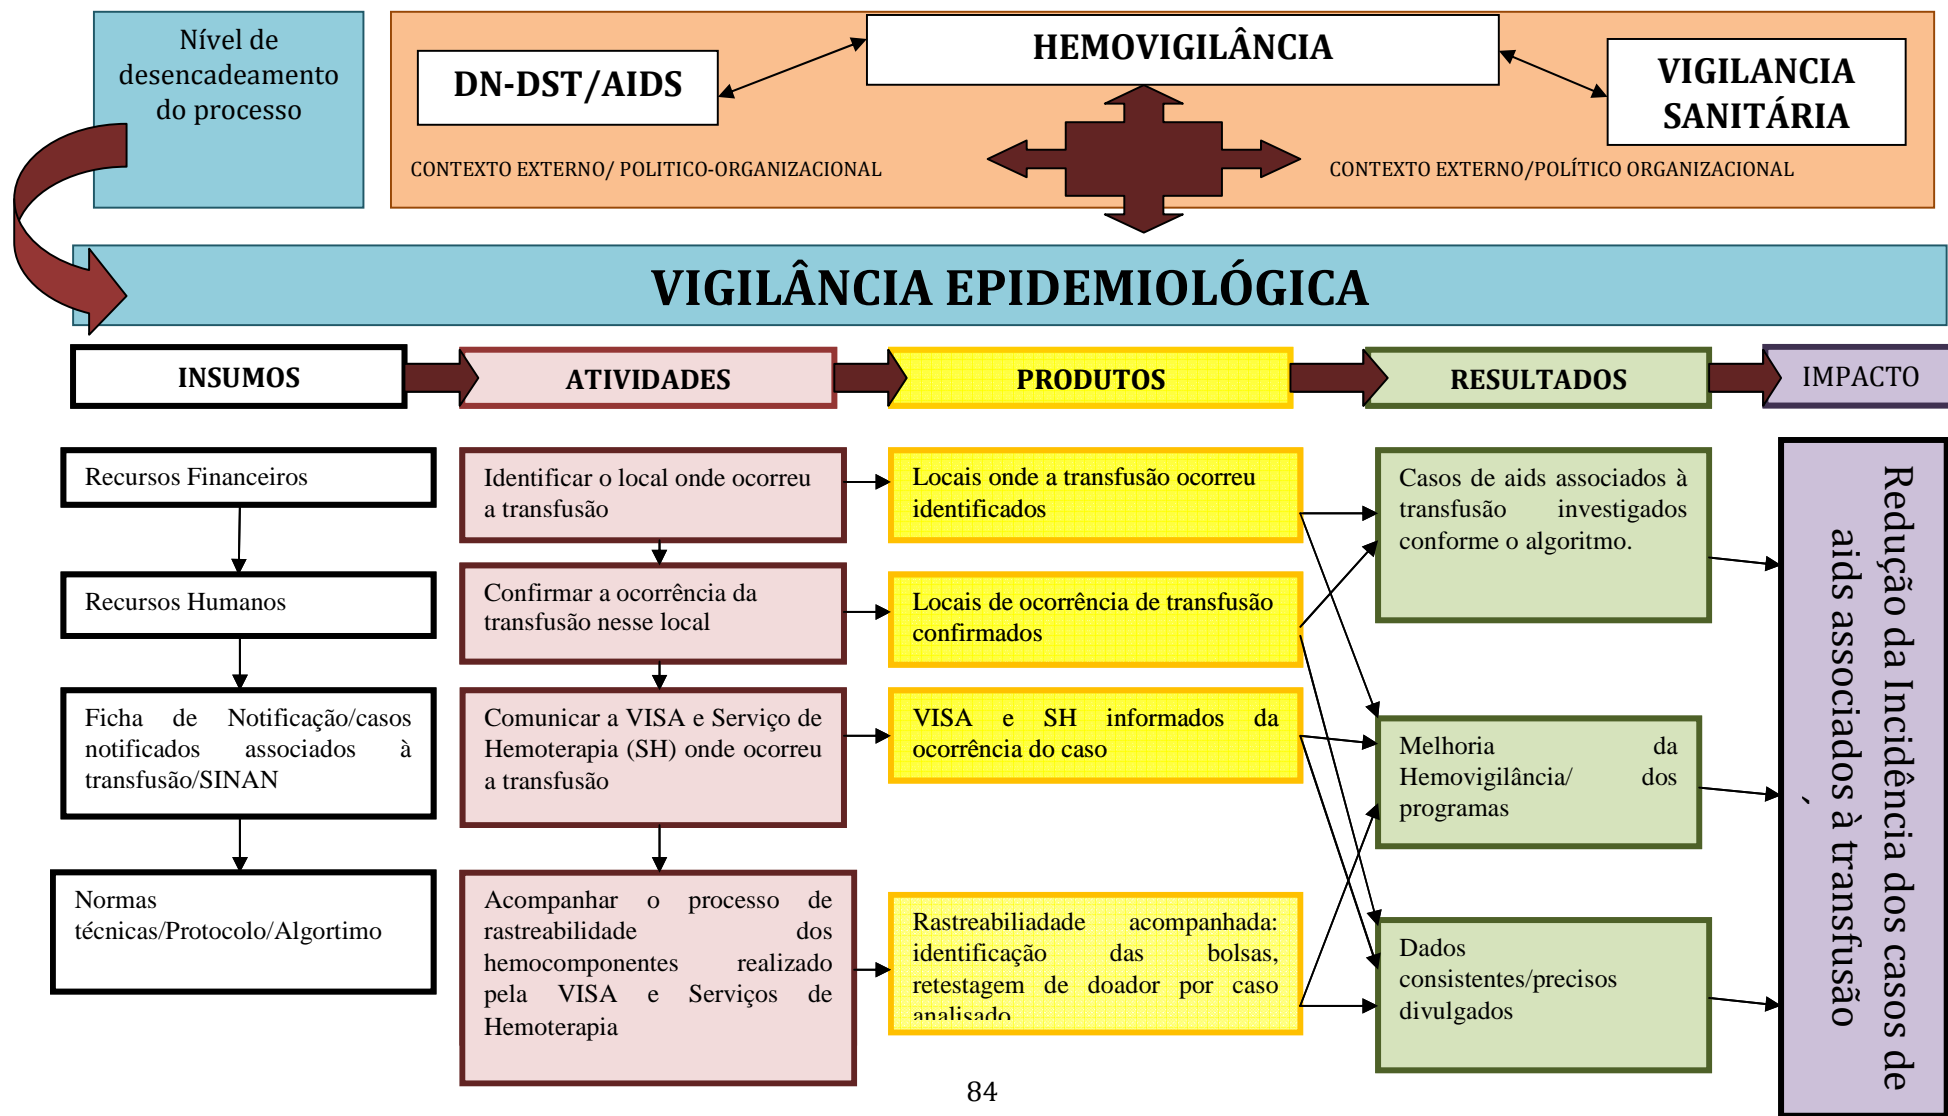 Nível de
desencadeamento
do processo
HEMOVIGILÂNCIA
DN-DST/AIDS
VIGILANCIA
SANITÁRIA
CONTEXTO EXTERNO/ POLITICO-ORGANIZACIONAL
CONTEXTO EXTERNO/POLÍTICO ORGANIZACIONAL
VIGILÂNCIA EPIDEMIOLÓGICA
INSUMOS
ATIVIDADES
PRODUTOS
RESULTADOS
IMPACTO
Recursos Financeiros
Recursos Humanos
Ficha de Notificação/casos
notificados associados à
transfusão/SINAN
Normas
técnicas/Protocolo/Algortimo
Identificar o local onde ocorreu
a transfusão
Confirmar a ocorrência da
transfusão nesse local
Comunicar a VISA e Serviço de
Hemoterapia (SH) onde ocorreu
a transfusão
Acompanhar o processo de
rastreabilidade dos
hemocomponentes realizado
pela VISA e Serviços de
Hemoterapia
Locais onde a transfusão ocorreu
identificados
Locais de ocorrência de transfusão
confirmados
VISA e SH informados da
ocorrência do caso
Rastreabiliadade acompanhada:
identificação das bolsas,
retestagem de doador por caso
analisado
Casos de aids associados à
transfusão investigados
conforme o algoritmo.
Melhoria da
Hemovigilância/ dos
programas
Dados
consistentes/precisos
divulgados
Redução da Incidência dos casos de
aids associados à transfusão
84